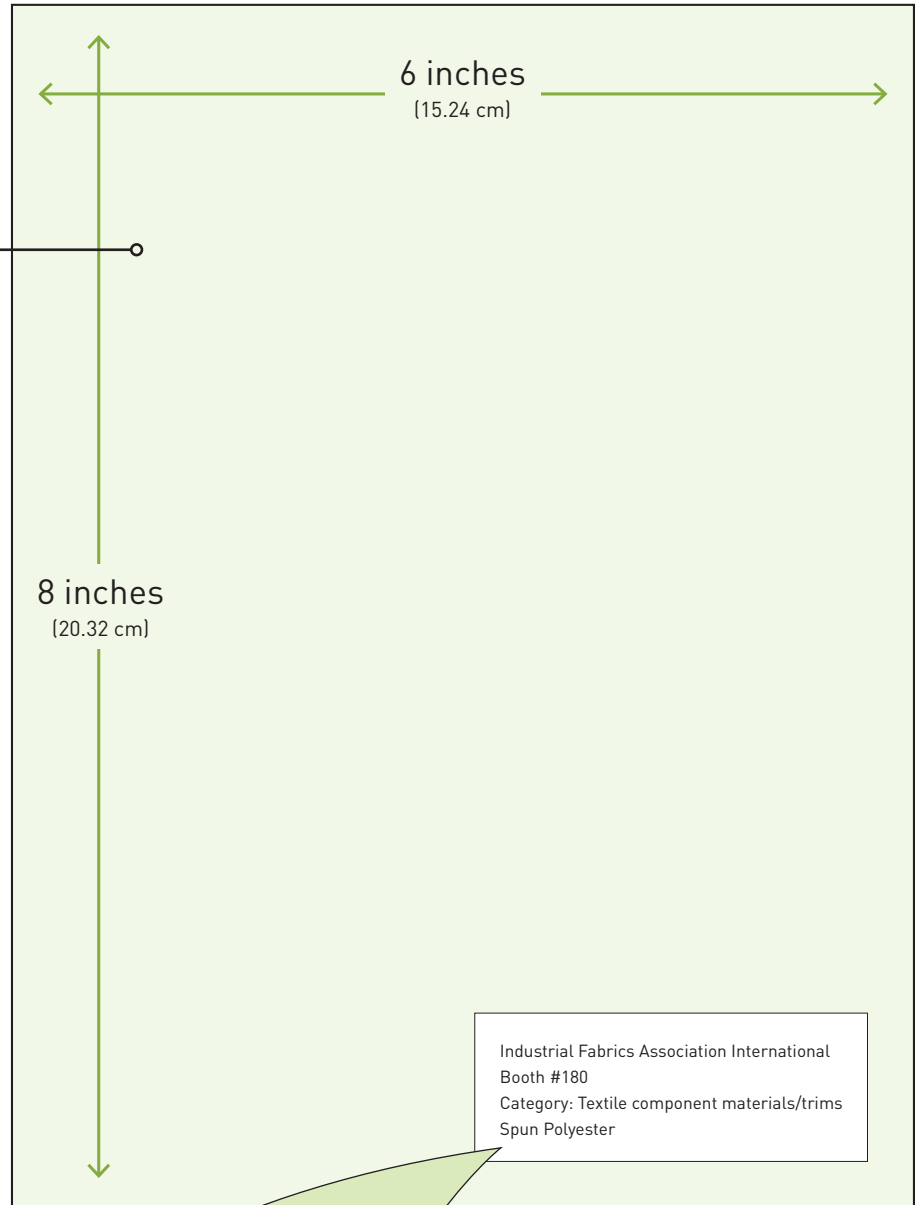 6 inches
(15.24 cm)
8 inches
(20.32 cm)
Industrial Fabrics Association International
Booth #180
Category: Textile component materials/trims
Spun Polyester